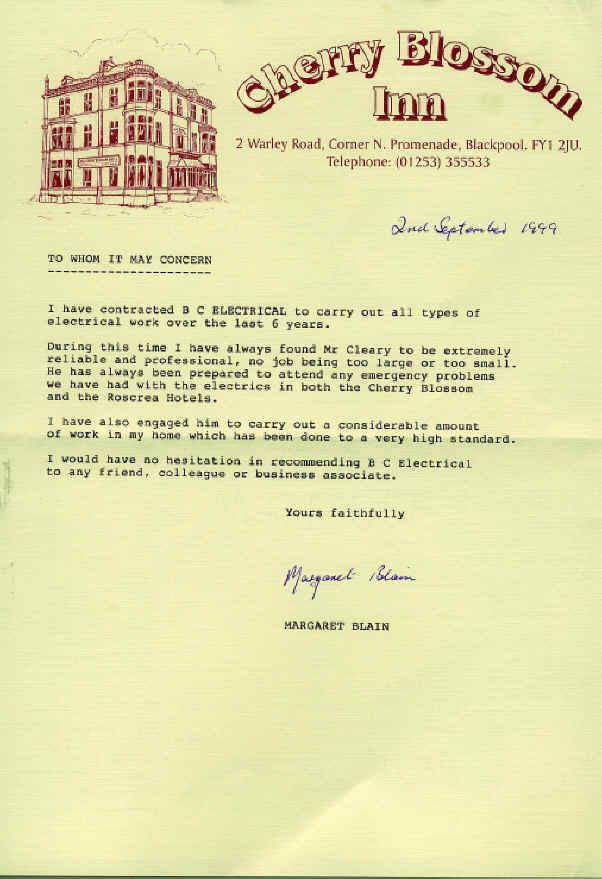 Cherry Blossom
Inn
2 Warley Road, Corner N. Promenade, Blackpool. FY1 2JU.
Telephone: (01253) 355533
2nd September 1999
TO WHOM IT MAY CONCERN
----------------------
I have contracted B C ELECTRICAL to carry out all types of
electrical work over the last 6 years.
During this time I have always found Mr Cleary to be extremely
reliable and professional, no job being too large or too small.
He has always been prepared to attend any emergency problems
we have had with the electrics in both the Cherry Blossom
and the Roscrea Hotels.
I have also engaged him to carry out a considerable amount
of work in my home which has been done to a very high standard.
I would have no hesitation in recommending B C Electrical
to any friend, colleague or business associate.
Yours faithfully
Margaret Blain
MARGARET BLAIN